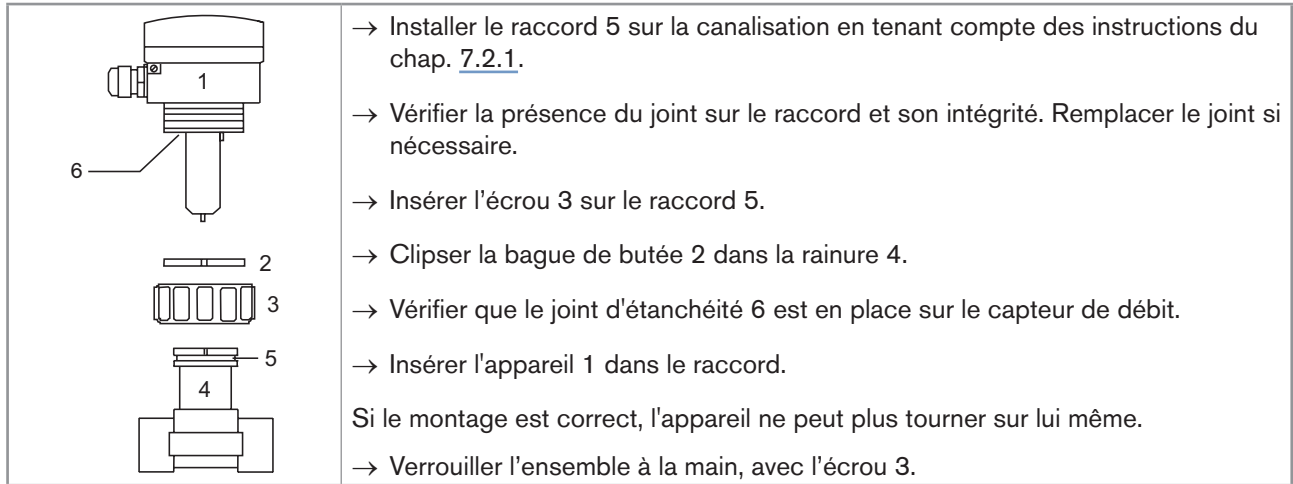 1
6
2
3
5
4
→ Installer le raccord 5 sur la canalisation en tenant compte des instructions du
chap. 7.2.1.
→ Vérifier la présence du joint sur le raccord et son intégrité. Remplacer le joint si
nécessaire.
→ Insérer l’écrou 3 sur le raccord 5.
→ Clipser la bague de butée 2 dans la rainure 4.
→ Vérifier que le joint d'étanchéité 6 est en place sur le capteur de débit.
→ Insérer l'appareil 1 dans le raccord.
Si le montage est correct, l'appareil ne peut plus tourner sur lui même.
→ Verrouiller l’ensemble à la main, avec l’écrou 3.